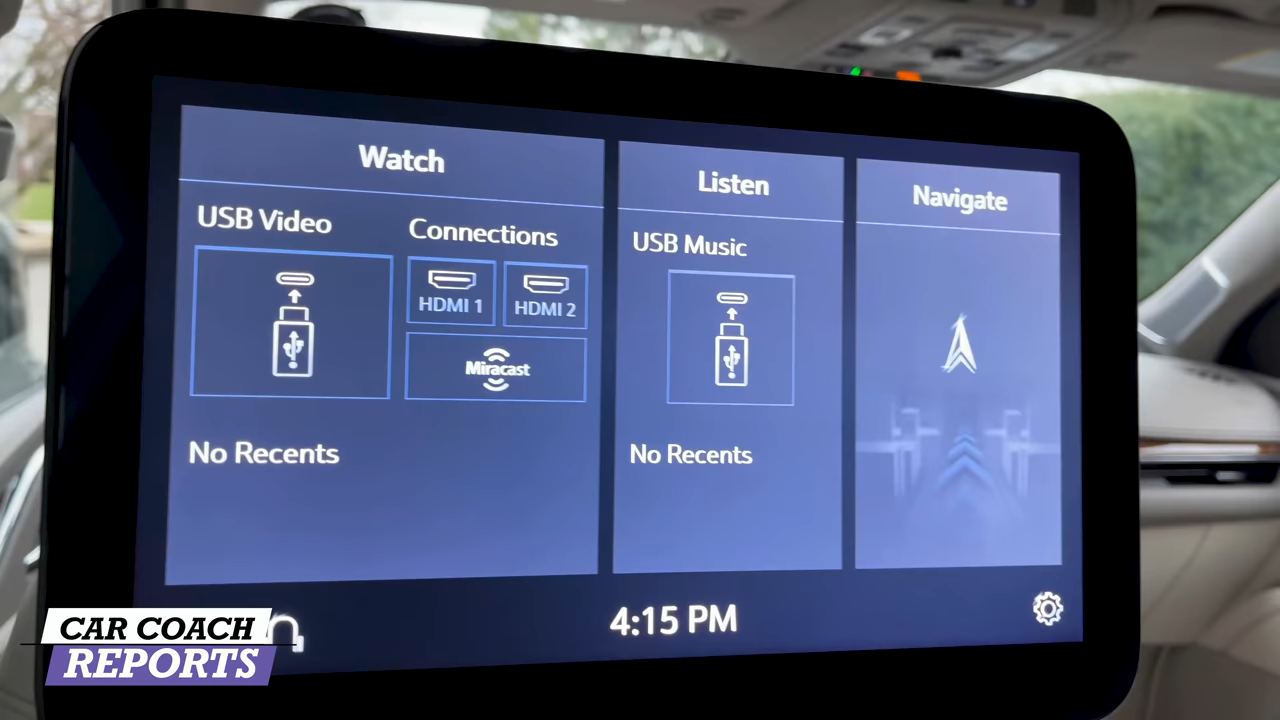 Watch
USB Video
Connections
HDMI 1
HDMI 2
Miracast
No Recents
Listen
USB Music
No Recents
Navigate
4:15 PM
CAR COACH
REPORTS